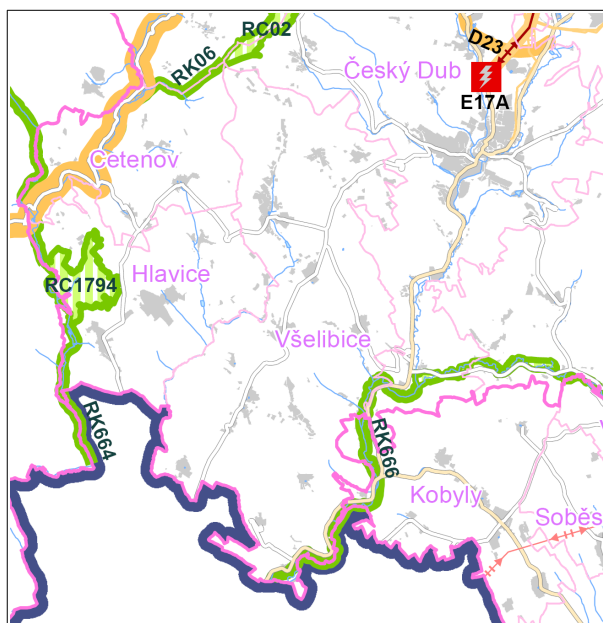 RC02
D23
RK06
Český Dub
E17A
Cetenov
Hlavice
RC1794
Všelibice
RK664
RK666
Kobyly
Soběs